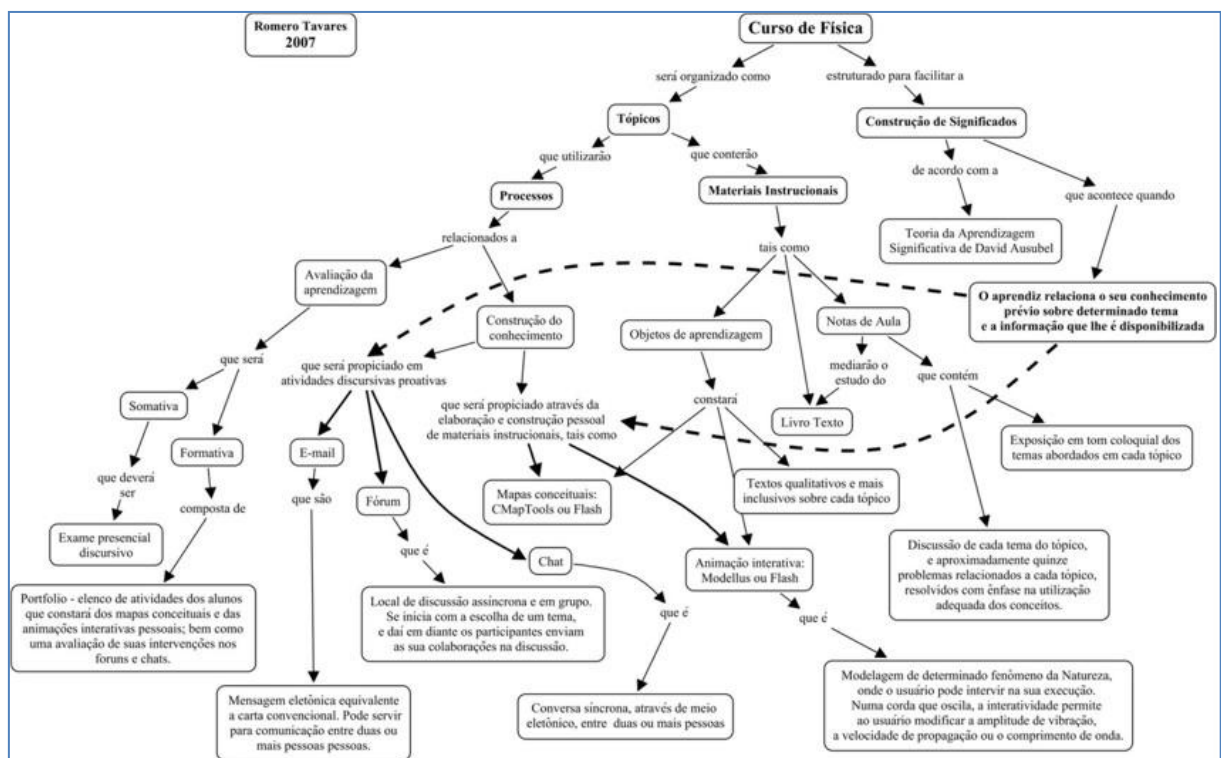 Romero Tavares
2007
Curso de Física
será organizado como
estruturado para facilitar a
Tópicos
Construção de Significados
que utilizarão
que conterão
de acordo com a
que acontece quando
Processos
Materiais Instrucionais
Teoria da Aprendizagem
Significativa de David Ausubel
relacionados a
tais como
Avaliação da
aprendizagem
Construção do
conhecimento
Objetos de aprendizagem
Notas de Aula
O aprendiz relaciona o seu conhecimento
prévio sobre determinado tema
e a informação que lhe é disponibilizada
que será
que será propiciado em
atividades discursivas proativas
mediarão o
estudo do
que contém
Somativa
Formativa
E-mail
que será propiciado através da
elaboração e construção pessoal
de materiais instrucionais, tais como
constará
Livro Texto
Exposição em tom coloquial dos
temas abordados em cada tópico
que deverá
ser
composta de
que são
Fórum
Mapas conceituais:
CMapTools ou Flash
Textos qualitativos e mais
inclusivos sobre cada tópico
Exame presencial
discursivo
que é
Chat
Animação interativa:
Modellus ou Flash
Discussão de cada tema do tópico,
e aproximadamente quinze
problemas relacionados a cada tópico,
resolvidos com ênfase na utilização
adequada dos conceitos.
Portfolio - elenco de atividades dos alunos
que constará dos mapas conceituais e das
animações interativas pessoais; bem como
uma avaliação de suas intervenções nos
foruns e chats.
Local de discussão assíncrona e em grupo.
Se inicia com a escolha de um tema,
e daí em diante os participantes enviam
as sua colaborações na discussão.
que é
que é
Mensagem eletônica equivalente
a carta convencional. Pode servir
para comunicação entre duas ou
mais pessoas pessoas.
Conversa síncrona, através de meio
eletônico, entre duas ou mais pessoas
Modelagem de determinado fenômeno da Natureza,
onde o usuário pode intervir na sua execução.
Numa corda que oscila, a interatividade permite
ao usuário modificar a amplitude de vibração,
a velocidade de propagação ou o comprimento de onda.